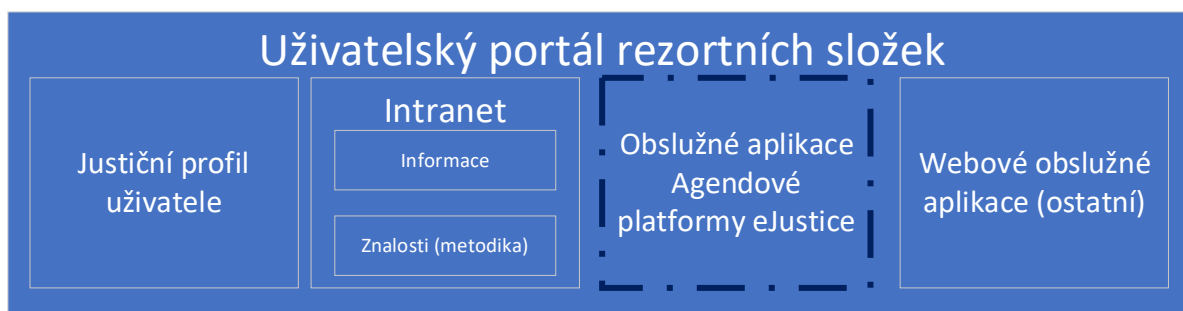 Uživatelský portál rezortních složek
Justiční profil
uživatele
Intranet
Informace
Znalosti (metodika)
Obslužné aplikace
Agendové
platformy eJustice
Webové obslužné
aplikace (ostatní)